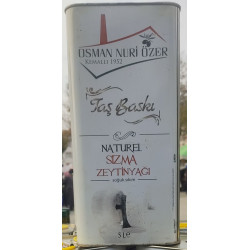 OSMAN NURİ ÖZER
Taş Baskı
NATUREL
SIZMA
ZEYTİNYAĞI
5 Lt